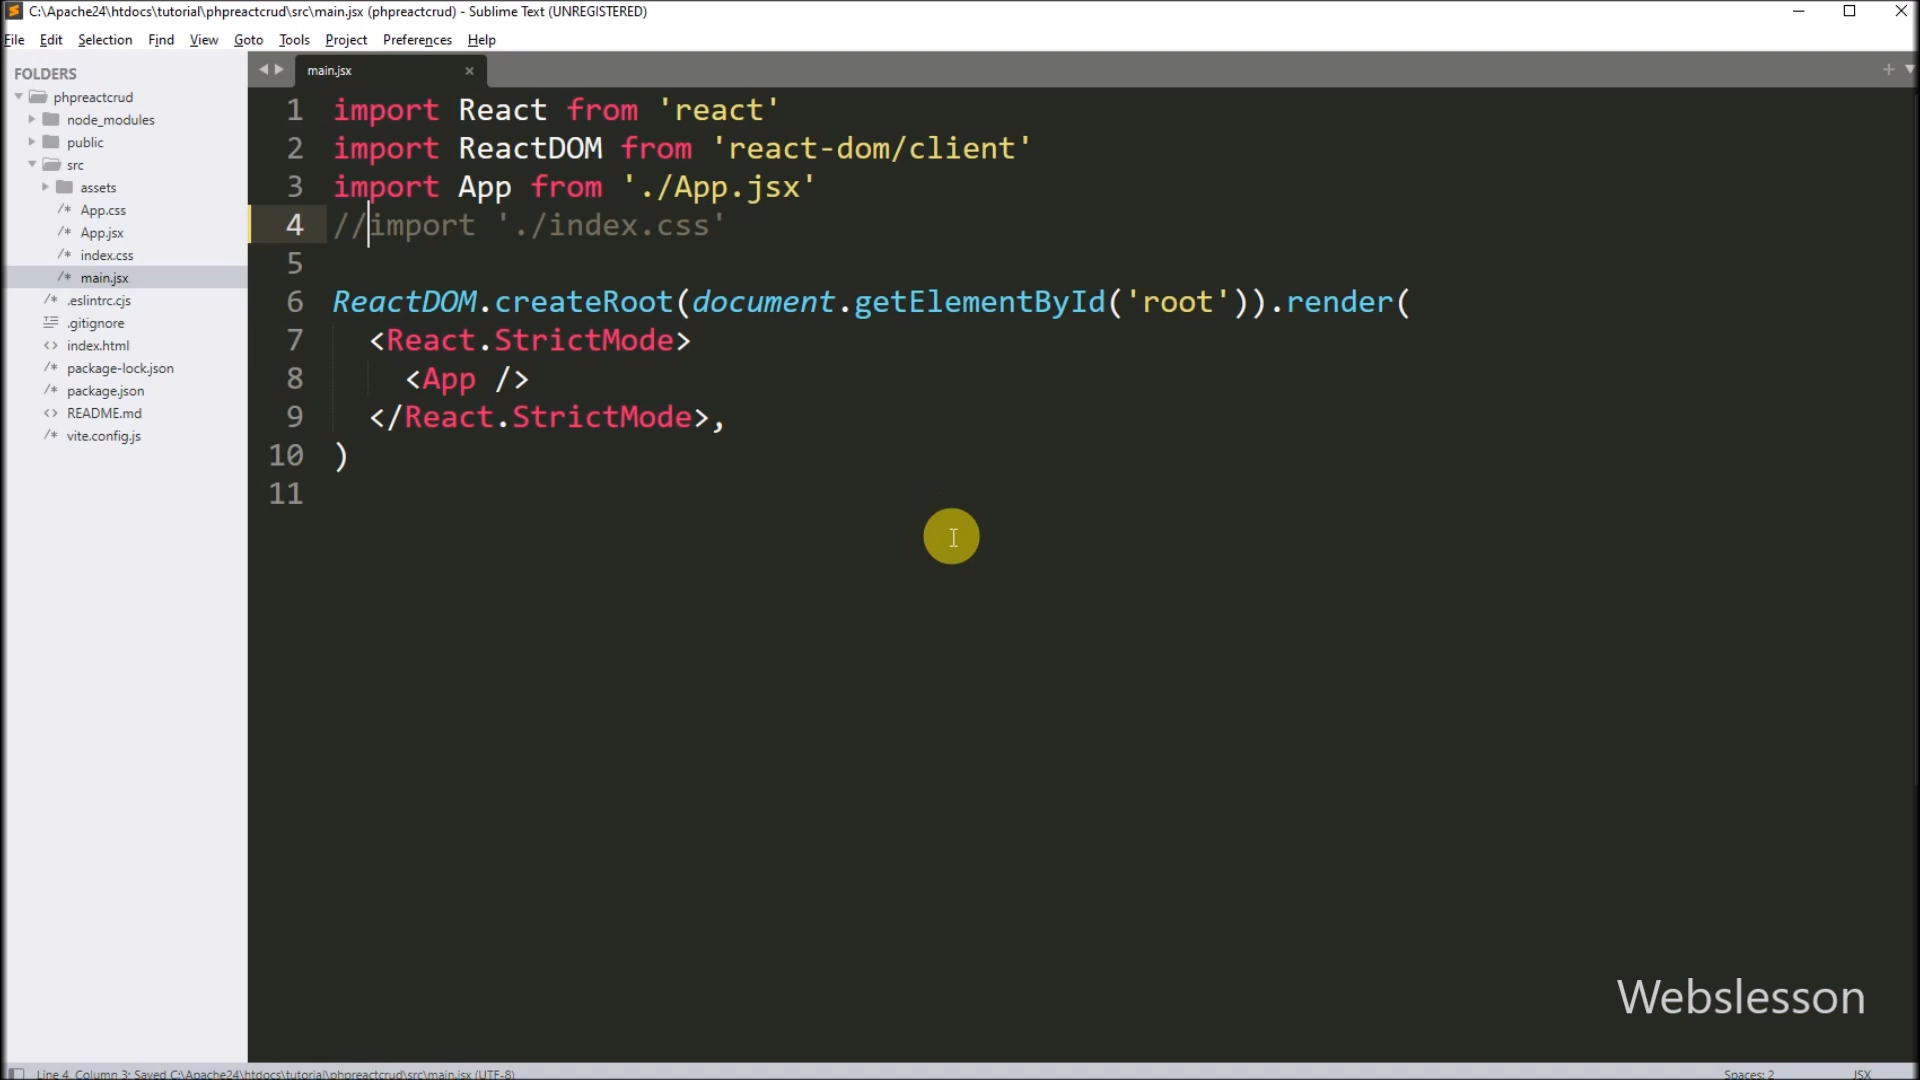 C:\Apache24\htdocs\tutorial\phpreactcrud\src\main.jsx (phpreactcrud) - Sublime Text (UNREGISTERED)
File Edit Selection Find View Goto Tools Project Preferences Help
FOLDERS
phpreactcrud
node_modules
public
src
assets
/* App.css
/* App.jsx
/* index.css
/* main.jsx
/* .eslintrc.cjs
.gitignore
<> index.html
/* package-lock.json
/* package.json
<> README.md
/* vite.config.js
main.jsx
1 import React from 'react'
2 import ReactDOM from 'react-dom/client'
3 import App from './App.jsx'
4 //import './index.css'
5
6 ReactDOM.createRoot(document.getElementById('root')).render(
7   <React.StrictMode>
8     <App />
9   </React.StrictMode>,
10 )
11
Webslesson
Line 4, Column 3; Saved C:\Apache24\htdocs\tutorial\phpreactcrud\src\main.jsx (UTF-8)
Spaces: 2
JSX